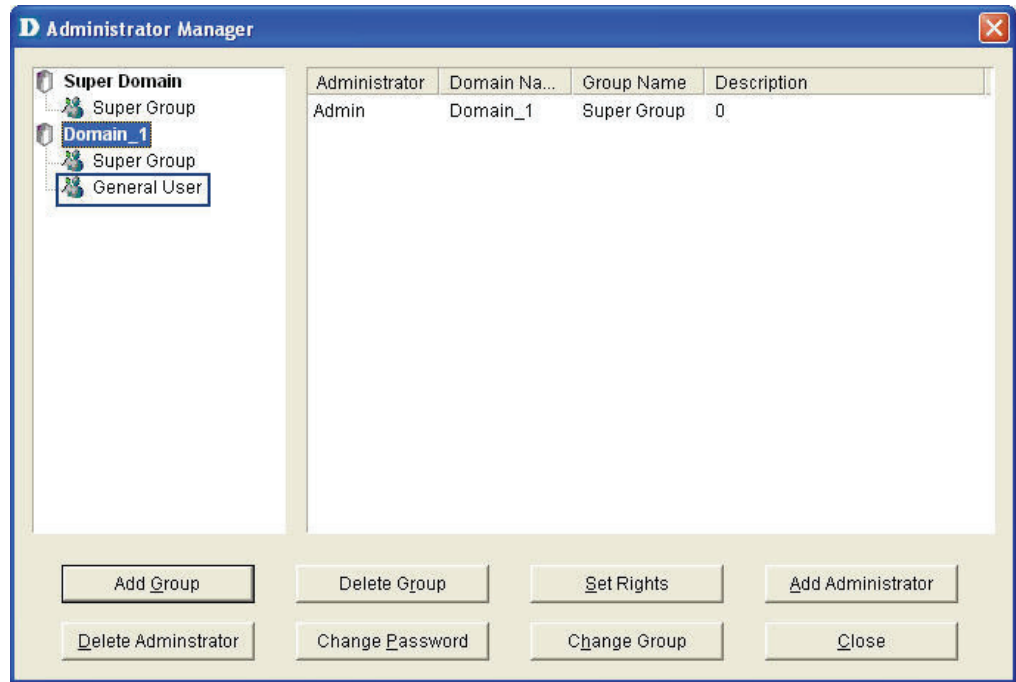 D Administrator Manager
Super Domain
Super Group
Domain_1
Super Group
General User
Administrator Domain Na... Group Name Description
Admin Domain_1 Super Group 0
Add Group Delete Group Set Rights Add Administrator
Delete Adminstrator Change Password Change Group Close